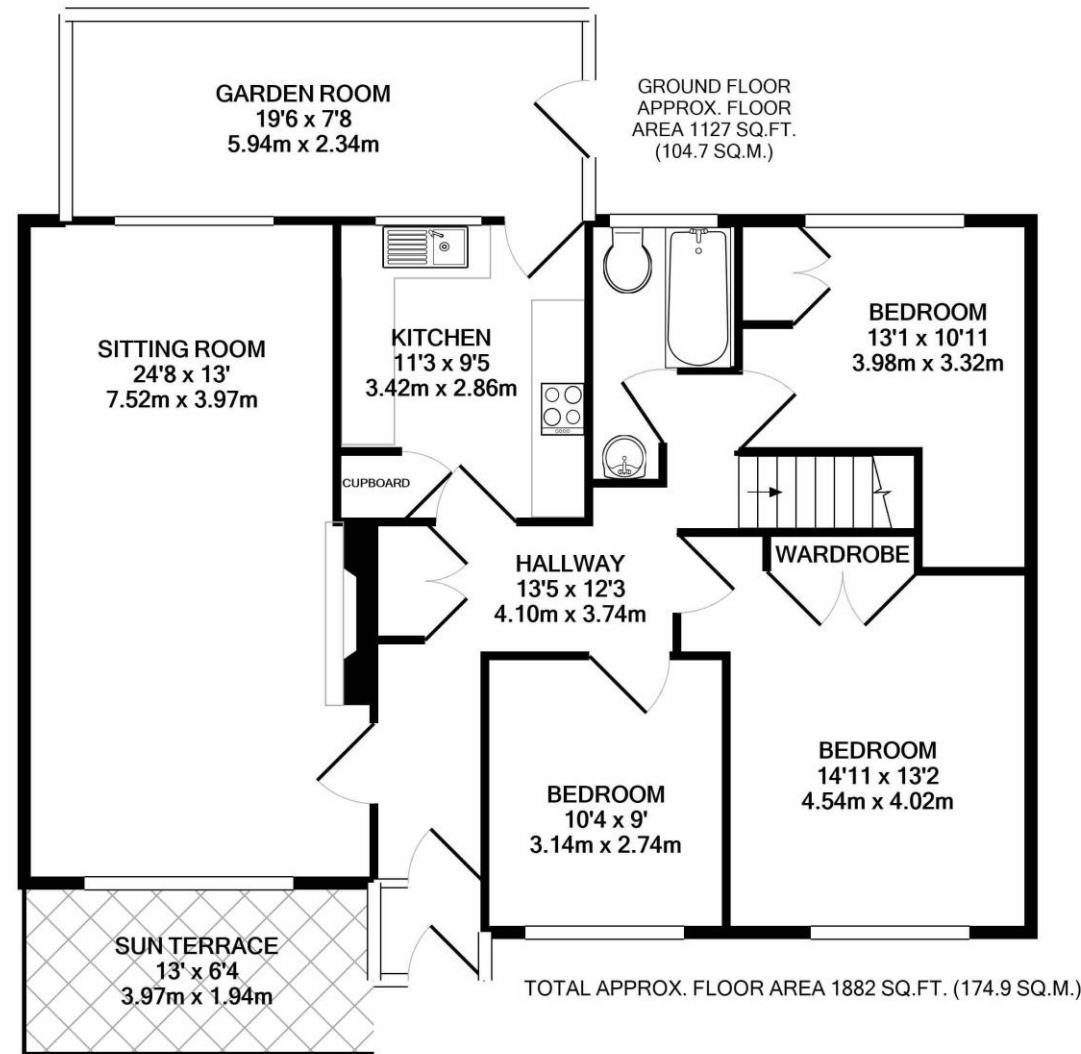 GARDEN ROOM
19'6 x 7'8
5.94m x 2.34m
GROUND FLOOR
APPROX. FLOOR
AREA 1127 SQ.FT.
(104.7 SQ.M.)
SITTING ROOM
24'8 x 13'
7.52m x 3.97m
KITCHEN
11'3 x 9'5
3.42m x 2.86m
BEDROOM
13'1 x 10'11
3.98m x 3.32m
CUPBOARD
HALLWAY
13'5 x 12'3
4.10m x 3.74m
WARDROBE
BEDROOM
10'4 x 9'
3.14m x 2.74m
BEDROOM
14'11 x 13'2
4.54m x 4.02m
SUN TERRACE
13' x 6'4
3.97m x 1.94m
TOTAL APPROX. FLOOR AREA 1882 SQ.FT. (174.9 SQ.M.)